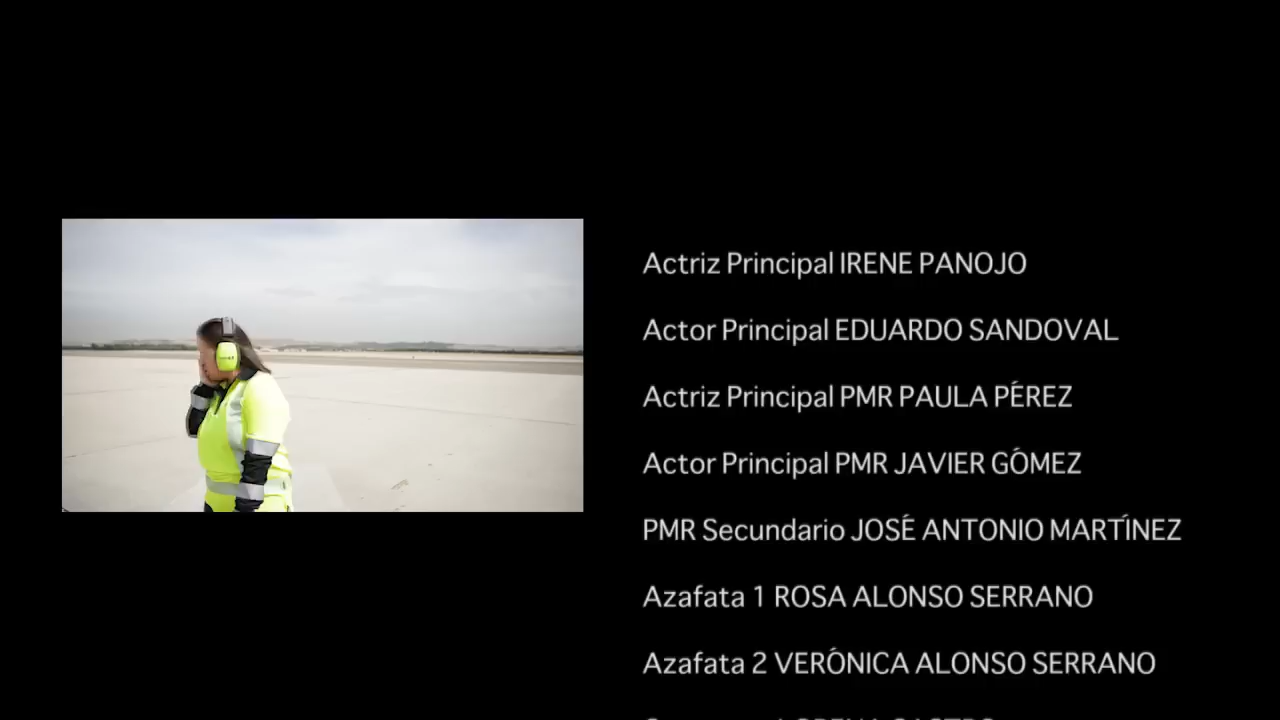 Actriz Principal IRENE PANOJO
Actor Principal EDUARDO SANDOVAL
Actriz Principal PMR PAULA PÉREZ
Actor Principal PMR JAVIER GÓMEZ
PMR Secundario JOSÉ ANTONIO MARTÍNEZ
Azafata 1 ROSA ALONSO SERRANO
Azafata 2 VERÓNICA ALONSO SERRANO